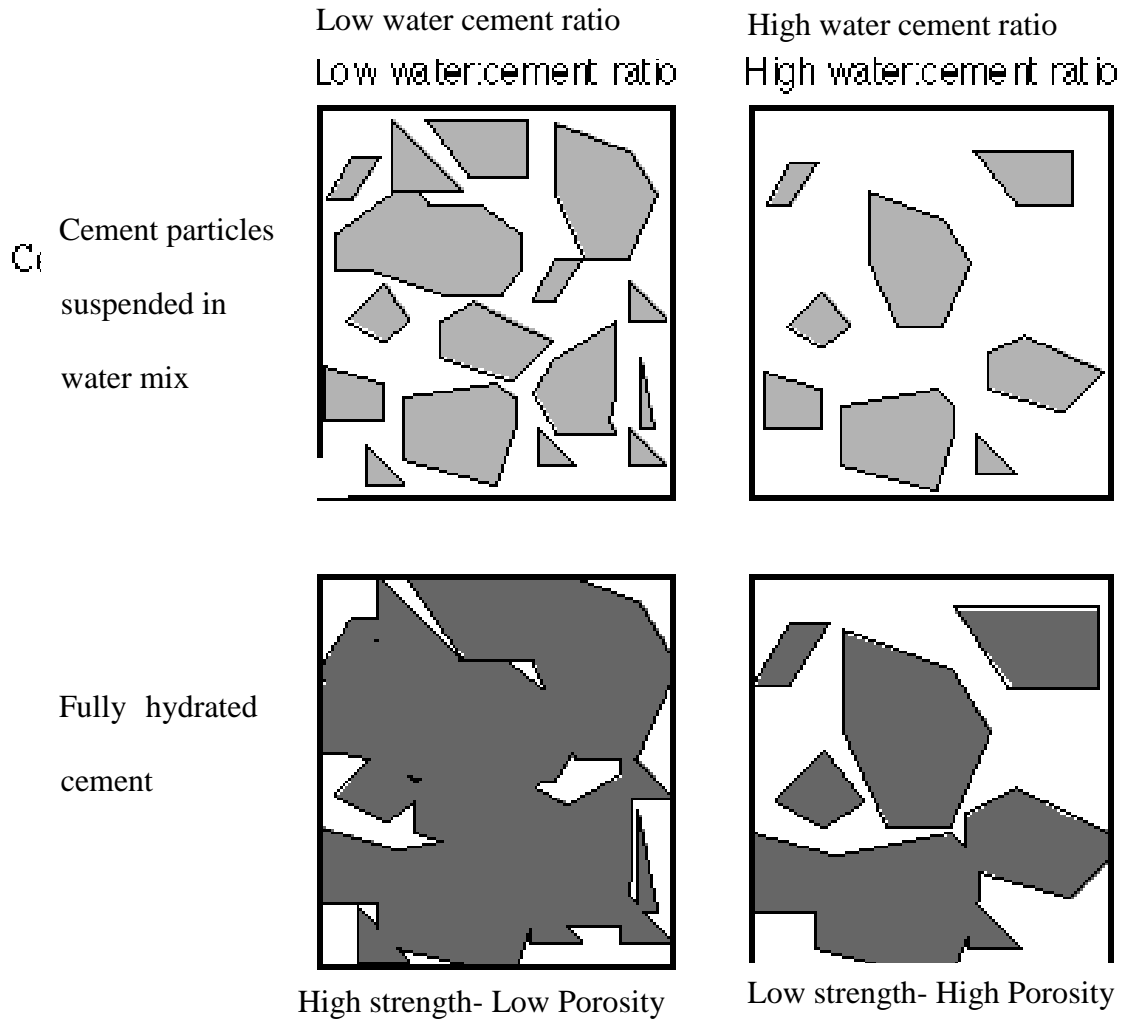 Low water cement ratio
High water cement ratio
Low water:cement ratio
High water:cement ratio
Cement particles
suspended in
water mix
Fully hydrated
cement
High strength- Low Porosity
Low strength- High Porosity